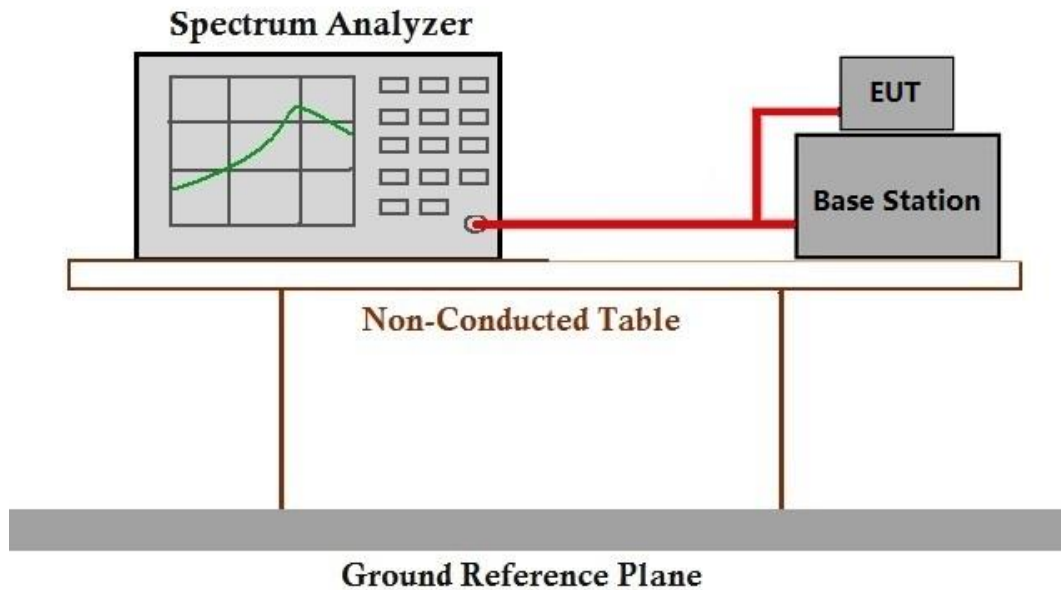 Spectrum Analyzer
EUT
Base Station
Non-Conducted Table
Ground Reference Plane